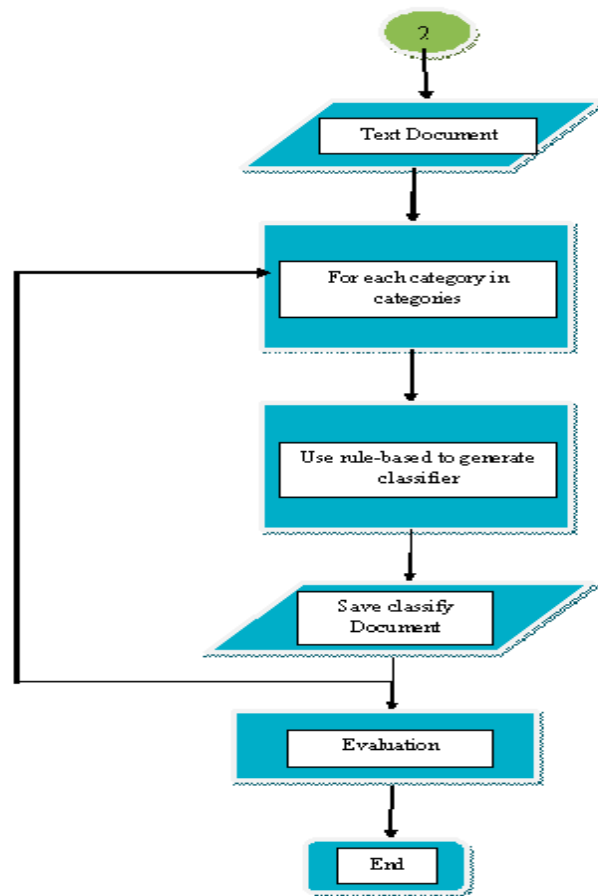 2
Text Document
For each category in
categories
Use rule-based to generate
classifier
Save classify
Document
Evaluation
End